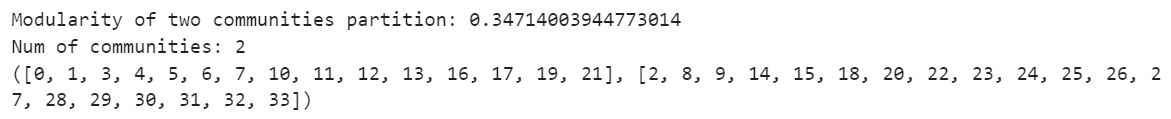 Modularity of two communities partition: 0.34714003944773014
Num of communities: 2
([0, 1, 3, 4, 5, 6, 7, 10, 11, 12, 13, 16, 17, 19, 21], [2, 8, 9, 14, 15, 18, 20, 22, 23, 24, 25, 26, 2
7, 28, 29, 30, 31, 32, 33])